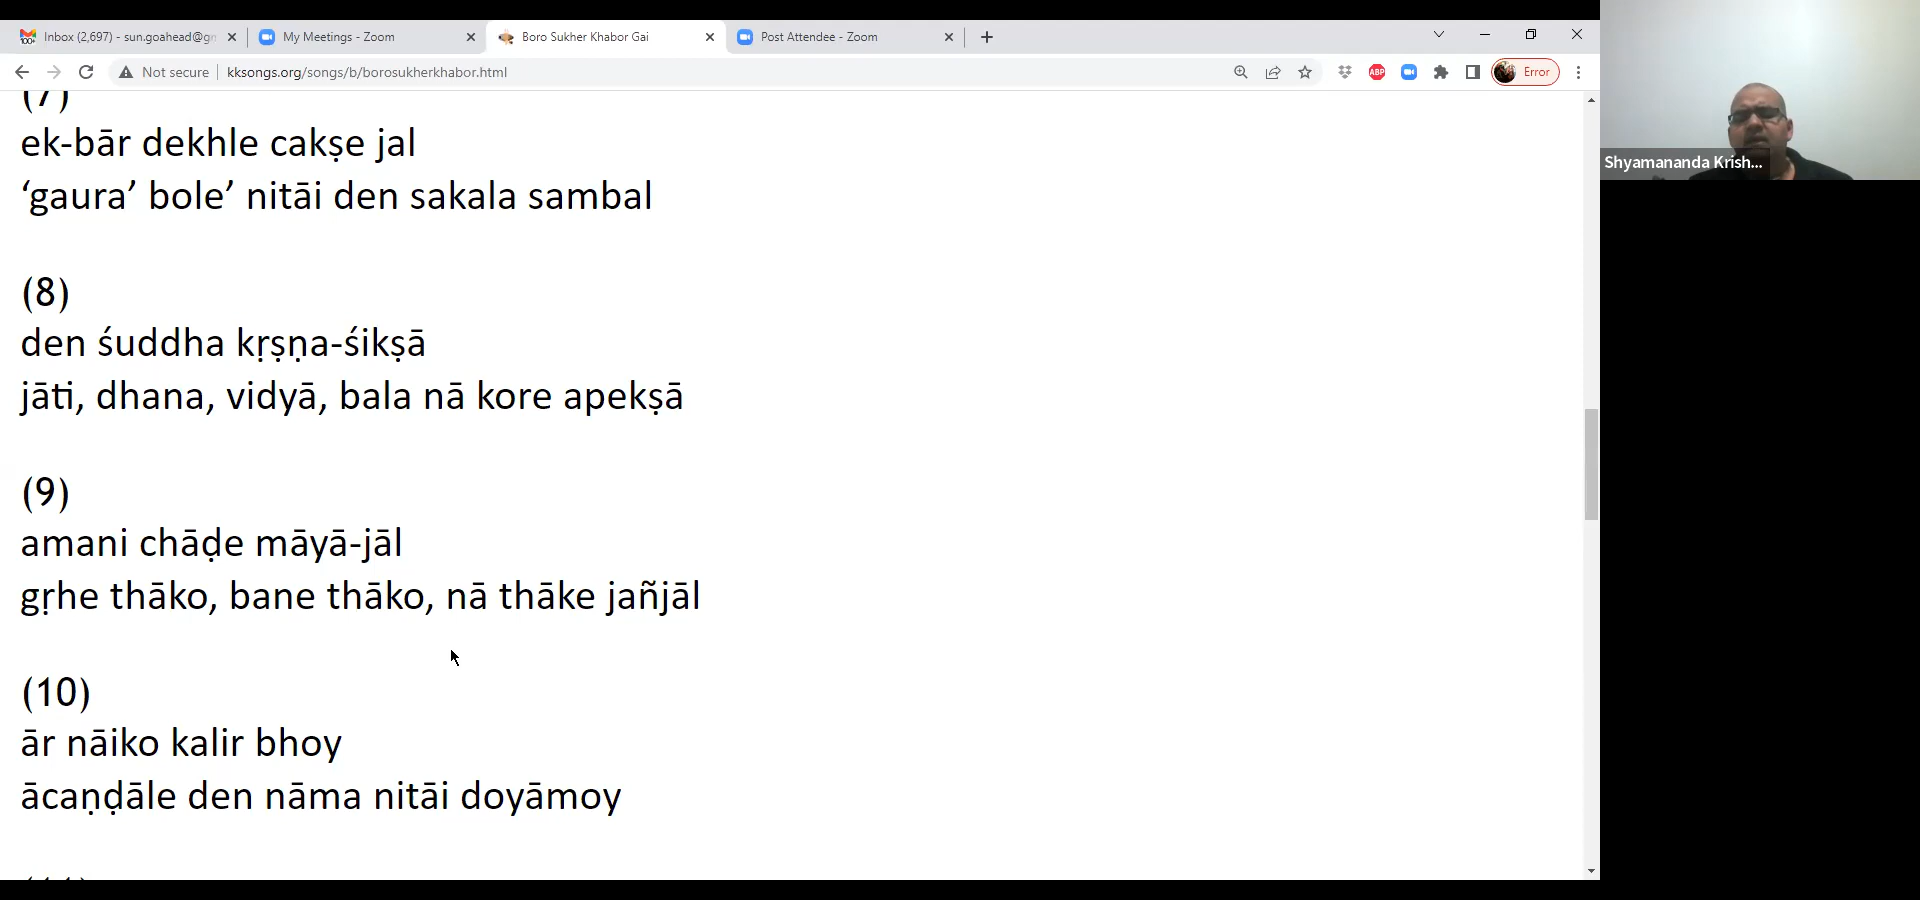 Inbox (2,697) - sun.goahead@gn
My Meetings - Zoom
Boro Sukher Khabor Gai
Post Attendee - Zoom
Not secure
kksongs.org/songs/b/borosukherkhabor.html
ABP
Error
(7)
ek-bār dekhle cakṣe jal
‘gaura’ bole’ nitāi den sakala sambal
(8)
den śuddha kṛṣṇa-śikṣā
jāti, dhana, vidyā, bala nā kore apekṣā
(9)
amani chāḍe māyā-jāl
gṛhe thāko, bane thāko, nā thāke jañjāl
(10)
ār nāiko kalir bhoy
ācaṇḍāle den nāma nitāi doyāmoy
Shyamananda Krish...